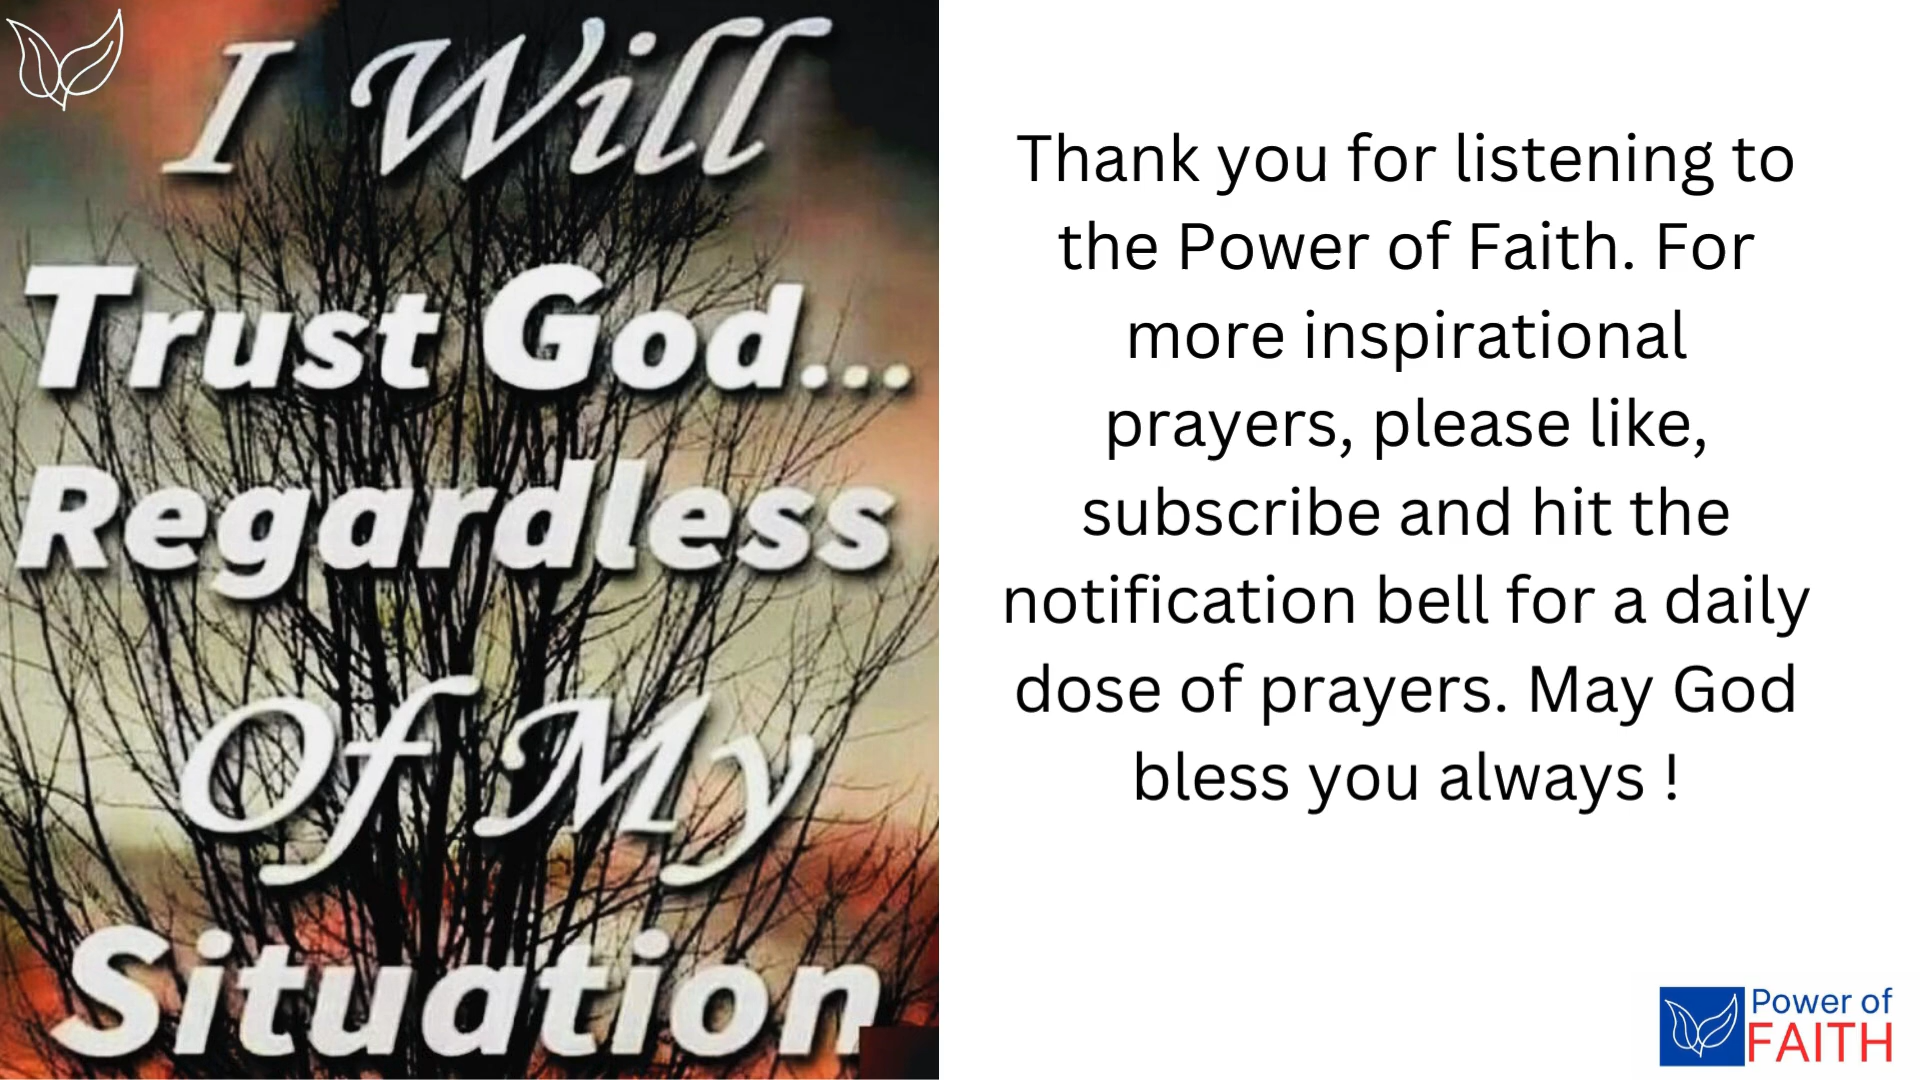 I Will
Trust God...
Regardless
Of My
Situation
Thank you for listening to
the Power of Faith. For
more inspirational
prayers, please like,
subscribe and hit the
notification bell for a daily
dose of prayers. May God
bless you always !
Power of
FAITH